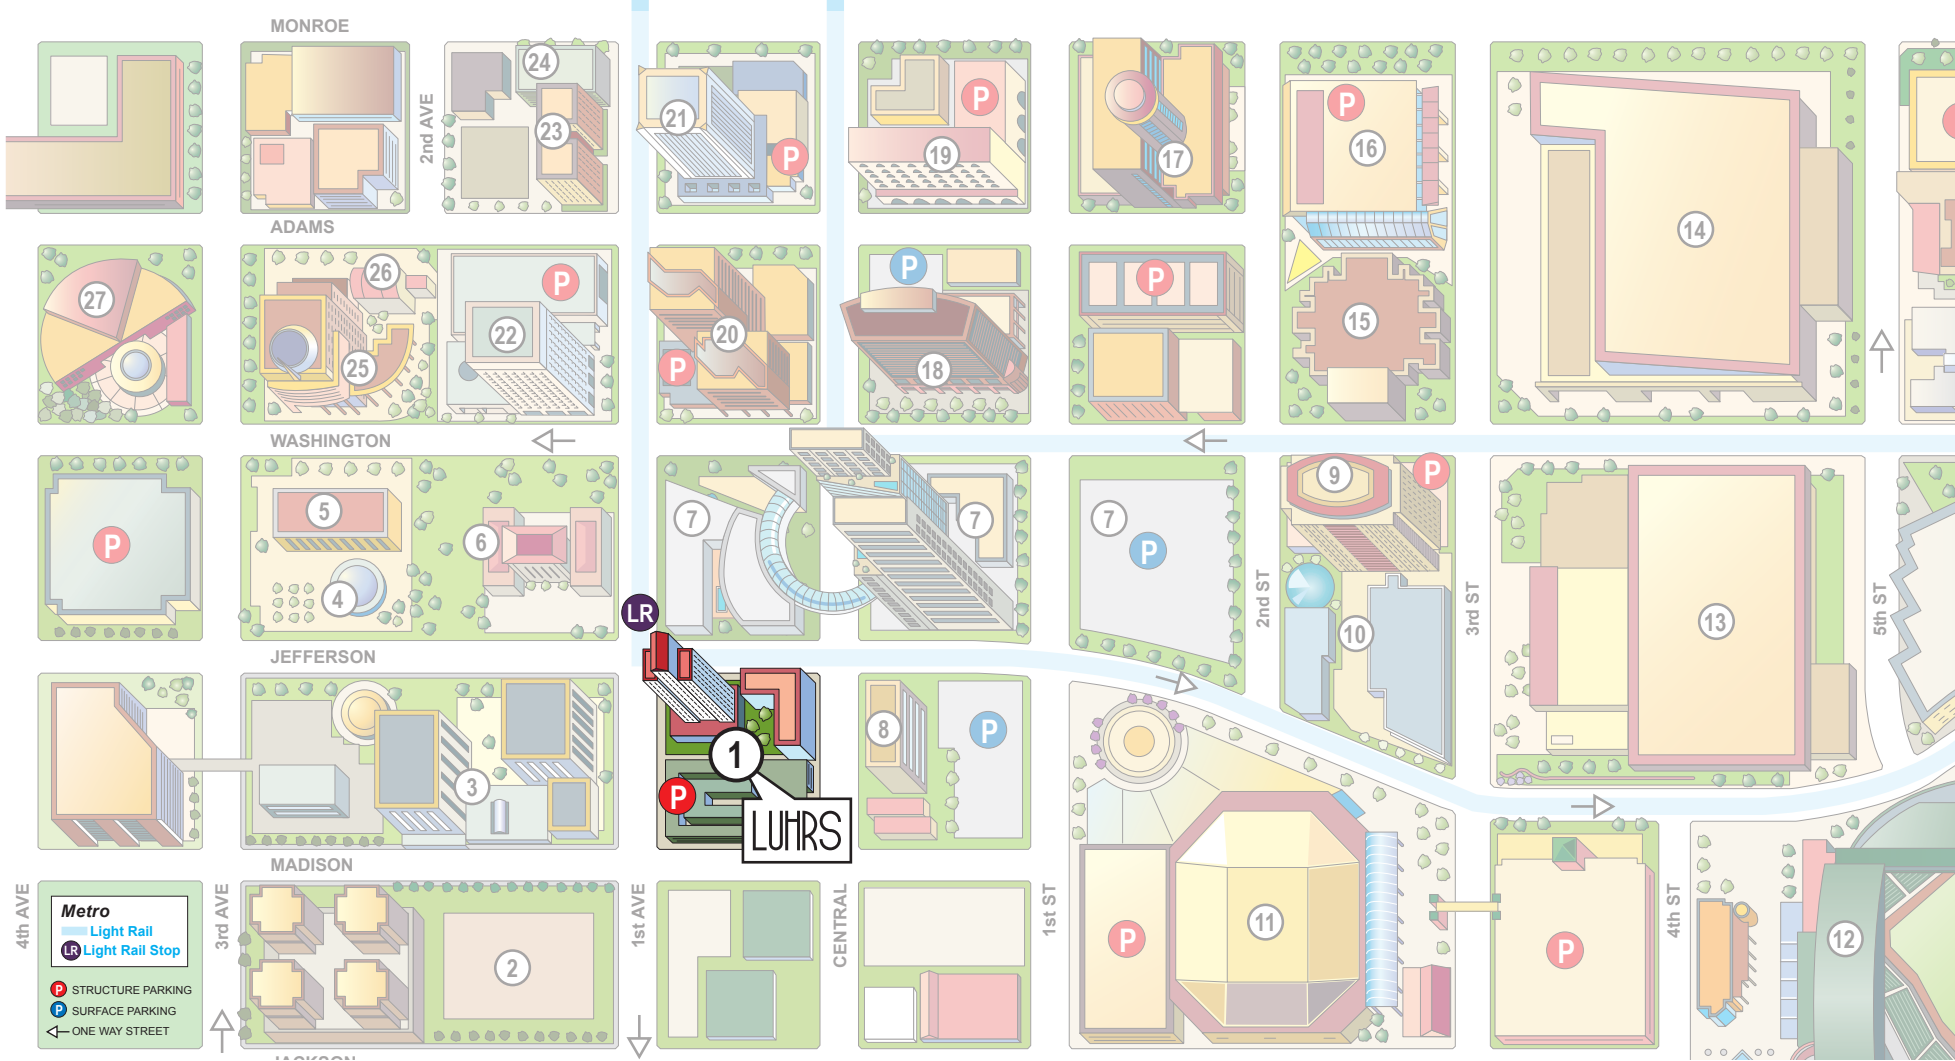 MONROE
24
2nd AVE
21
P
23
P
19
17
P
16
14
ADAMS
27
26
P
25
22
20
P
P
18
P
15
WASHINGTON
P
5
6
4
7
7
7
P
9
P
2nd ST
10
3rd ST
13
5th ST
LR
JEFFERSON
3
1
P
LUHRS
8
P
MADISON
4th AVE
3rd AVE
2
1st AVE
CENTRAL
1st ST
P
11
P
4th ST
12
Metro
Light Rail
LR Light Rail Stop
P STRUCTURE PARKING
P SURFACE PARKING
ONE WAY STREET
JACKSON